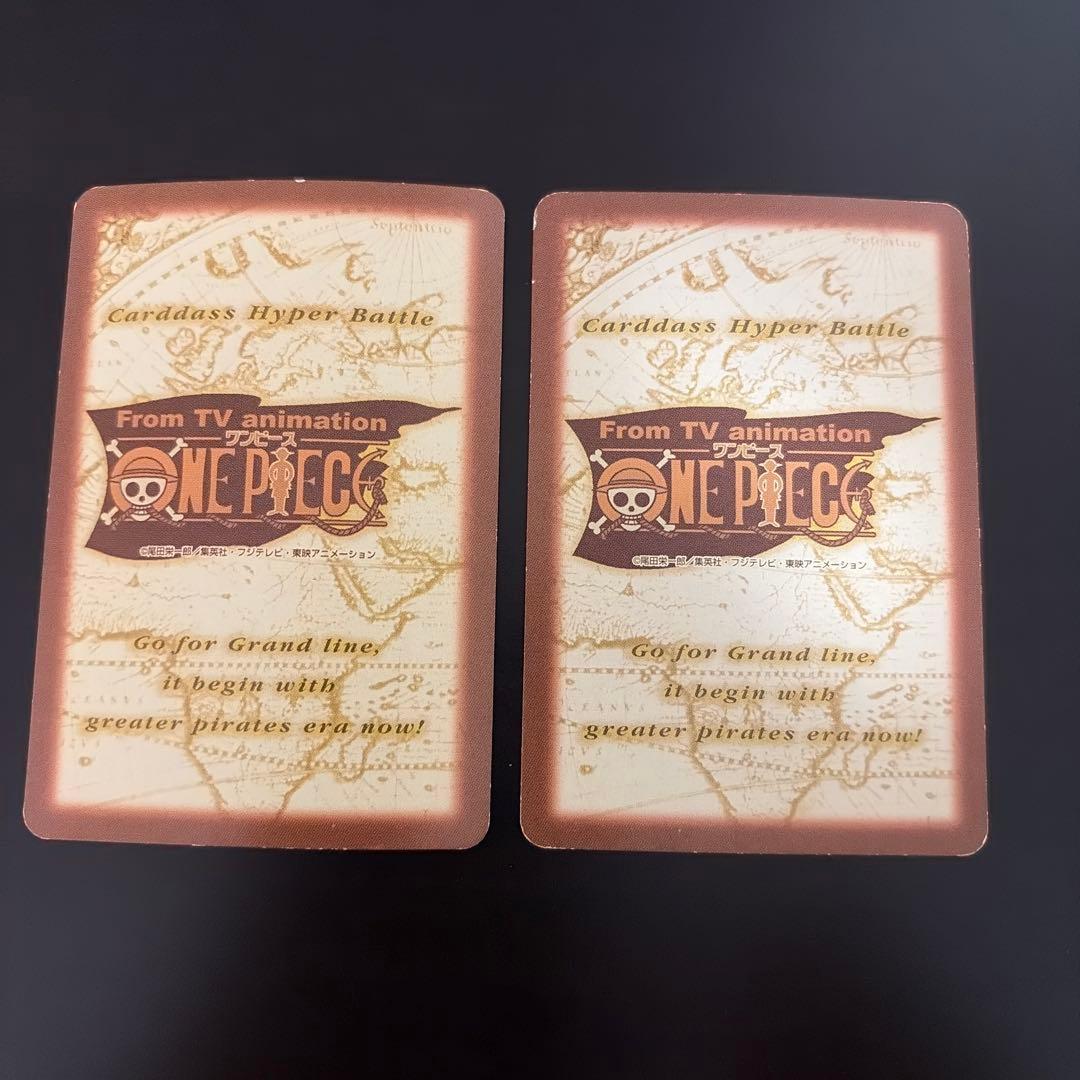 Septentrio
Carddass Hyper Battle
From TV animation
ワンピース
ONE PIECE
©尾田栄一郎／集英社・フジテレビ・東映アニメーション
Go for Grand line,
it begin with
greater pirates era now!
Septentrio
Carddass Hyper Battle
From TV animation
ワンピース
ONE PIECE
©尾田栄一郎／集英社・フジテレビ・東映アニメーション
Go for Grand line,
it begin with
greater pirates era now!